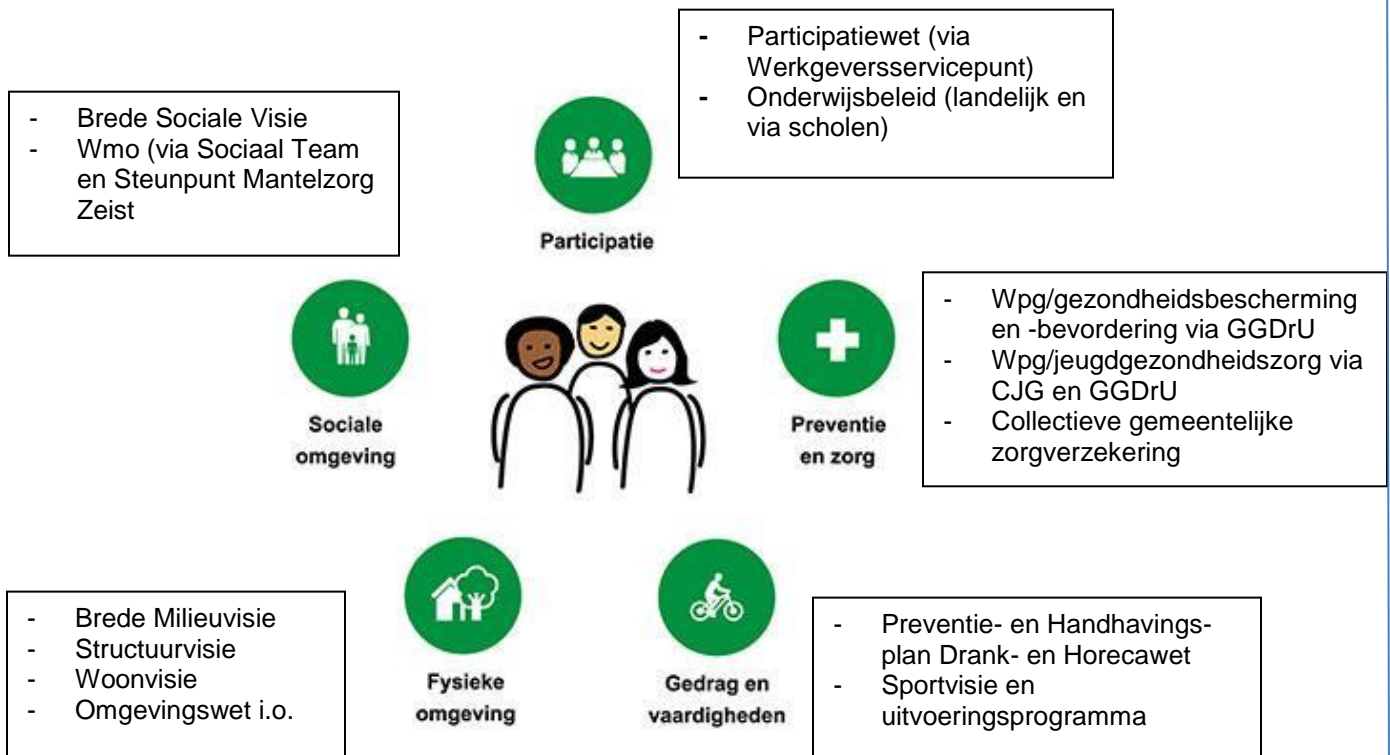 - Participatiewet (via
Werkgeversservicepunt)
- Onderwijsbeleid (landelijk en
via scholen)
- Brede Sociale Visie
- Wmo (via Sociaal Team
en Steunpunt Mantelzorg
Zeist
Participatie
Sociale
omgeving
Preventie
en zorg
- Wpg/gezondheidsbescherming
en -bevordering via GGDrU
- Wpg/jeugdgezondheidszorg via
CJG en GGDrU
- Collectieve gemeentelijke
zorgverzekering
- Brede Milieuvisie
- Structuurvisie
- Woonvisie
- Omgevingswet i.o.
Fysieke
omgeving
Gedrag en
vaardigheden
- Preventie- en Handhavings-
plan Drank- en Horecawet
- Sportvisie en
uitvoeringsprogramma